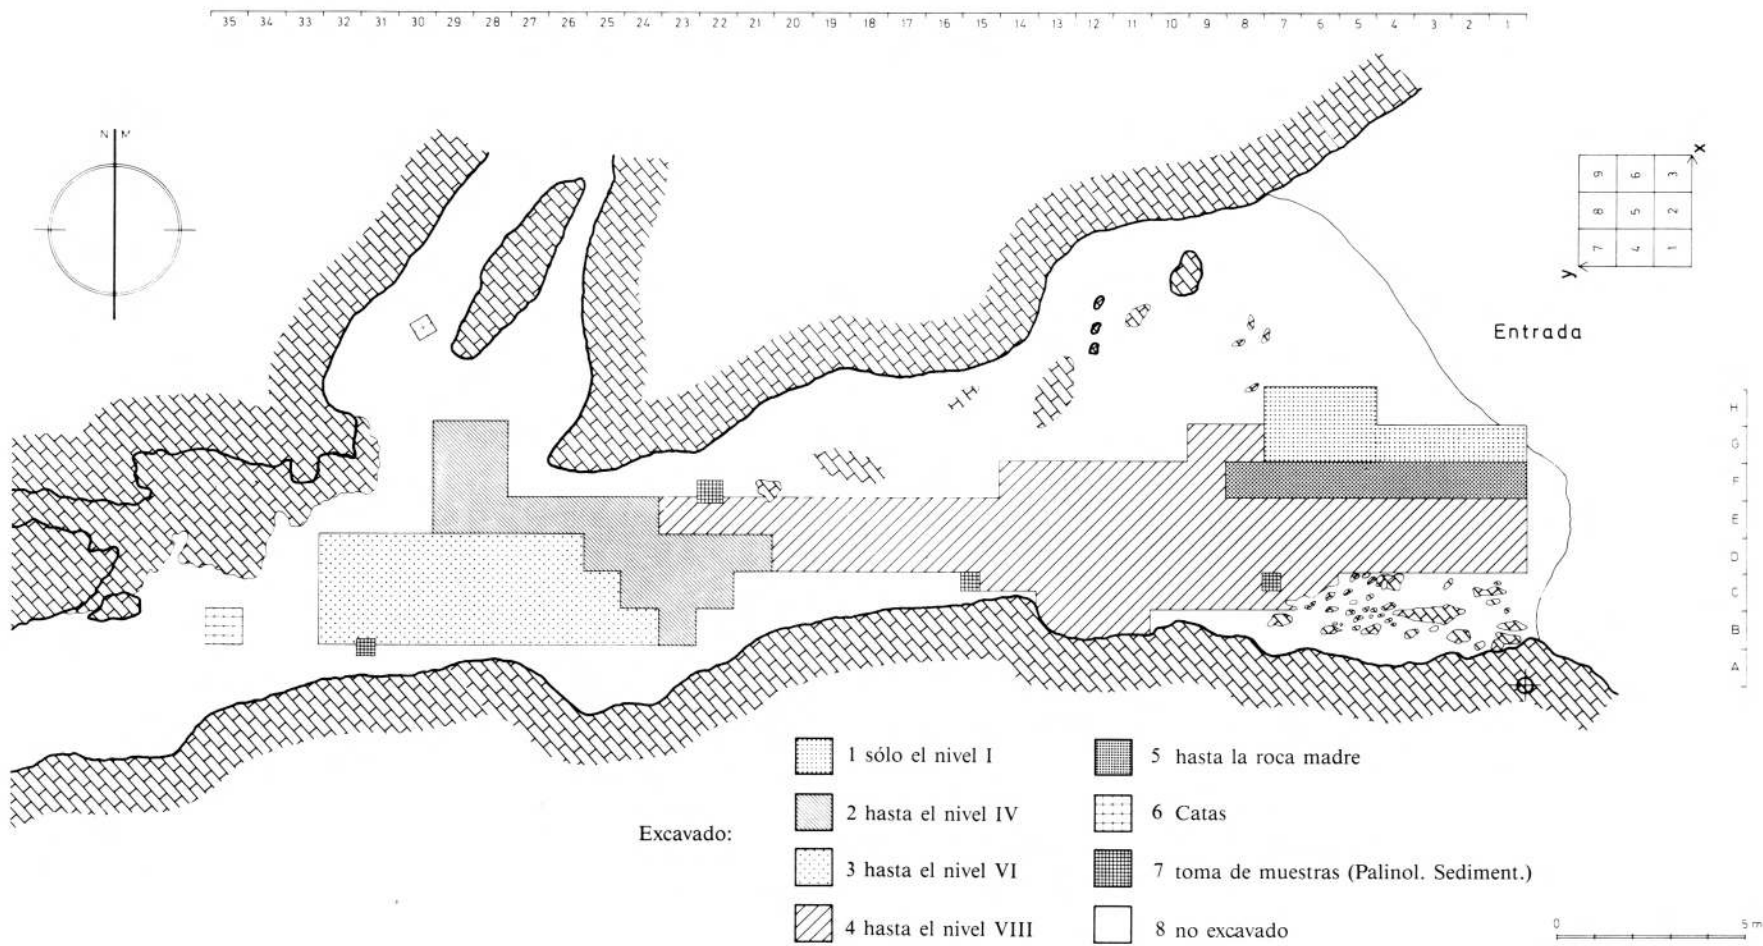 35 34 33 32 31 30 29 28 27 26 25 24 23 22 21 20 19 18 17 16 15 14 13 12 11 10 9 8 7 6 5 4 3 2 1
N M
x
9 6 3
8 5 2
7 4 1
y
Entrada
H
G
F
E
D
C
B
A
Excavado:
1 sólo el nivel I
2 hasta el nivel IV
3 hasta el nivel VI
4 hasta el nivel VIII
5 hasta la roca madre
6 Catas
7 toma de muestras (Palinol. Sediment.)
8 no excavado
0 5 m